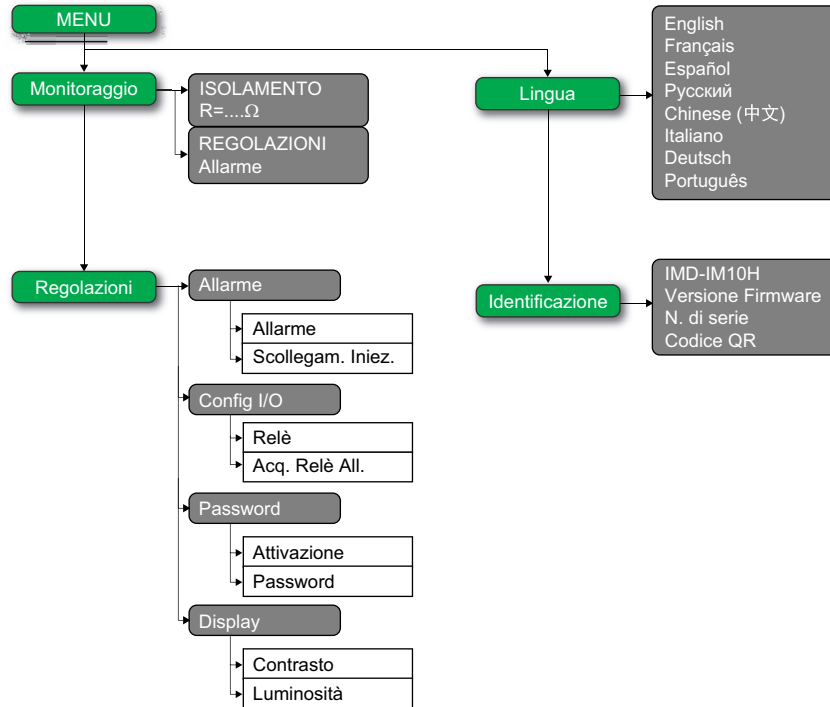 MENU
Monitoraggio
ISOLAMENTO
R=....Ω
REGOLAZIONI
Allarme
Regolazioni
Allarme
Allarme
Scollegam. Iniez.
Config I/O
Relè
Acq. Relè All.
Password
Attivazione
Password
Display
Contrasto
Luminosità
Lingua
English
Français
Español
Русский
Chinese (中文)
Italiano
Deutsch
Português
Identificazione
IMD-IM10H
Versione Firmware
N. di serie
Codice QR